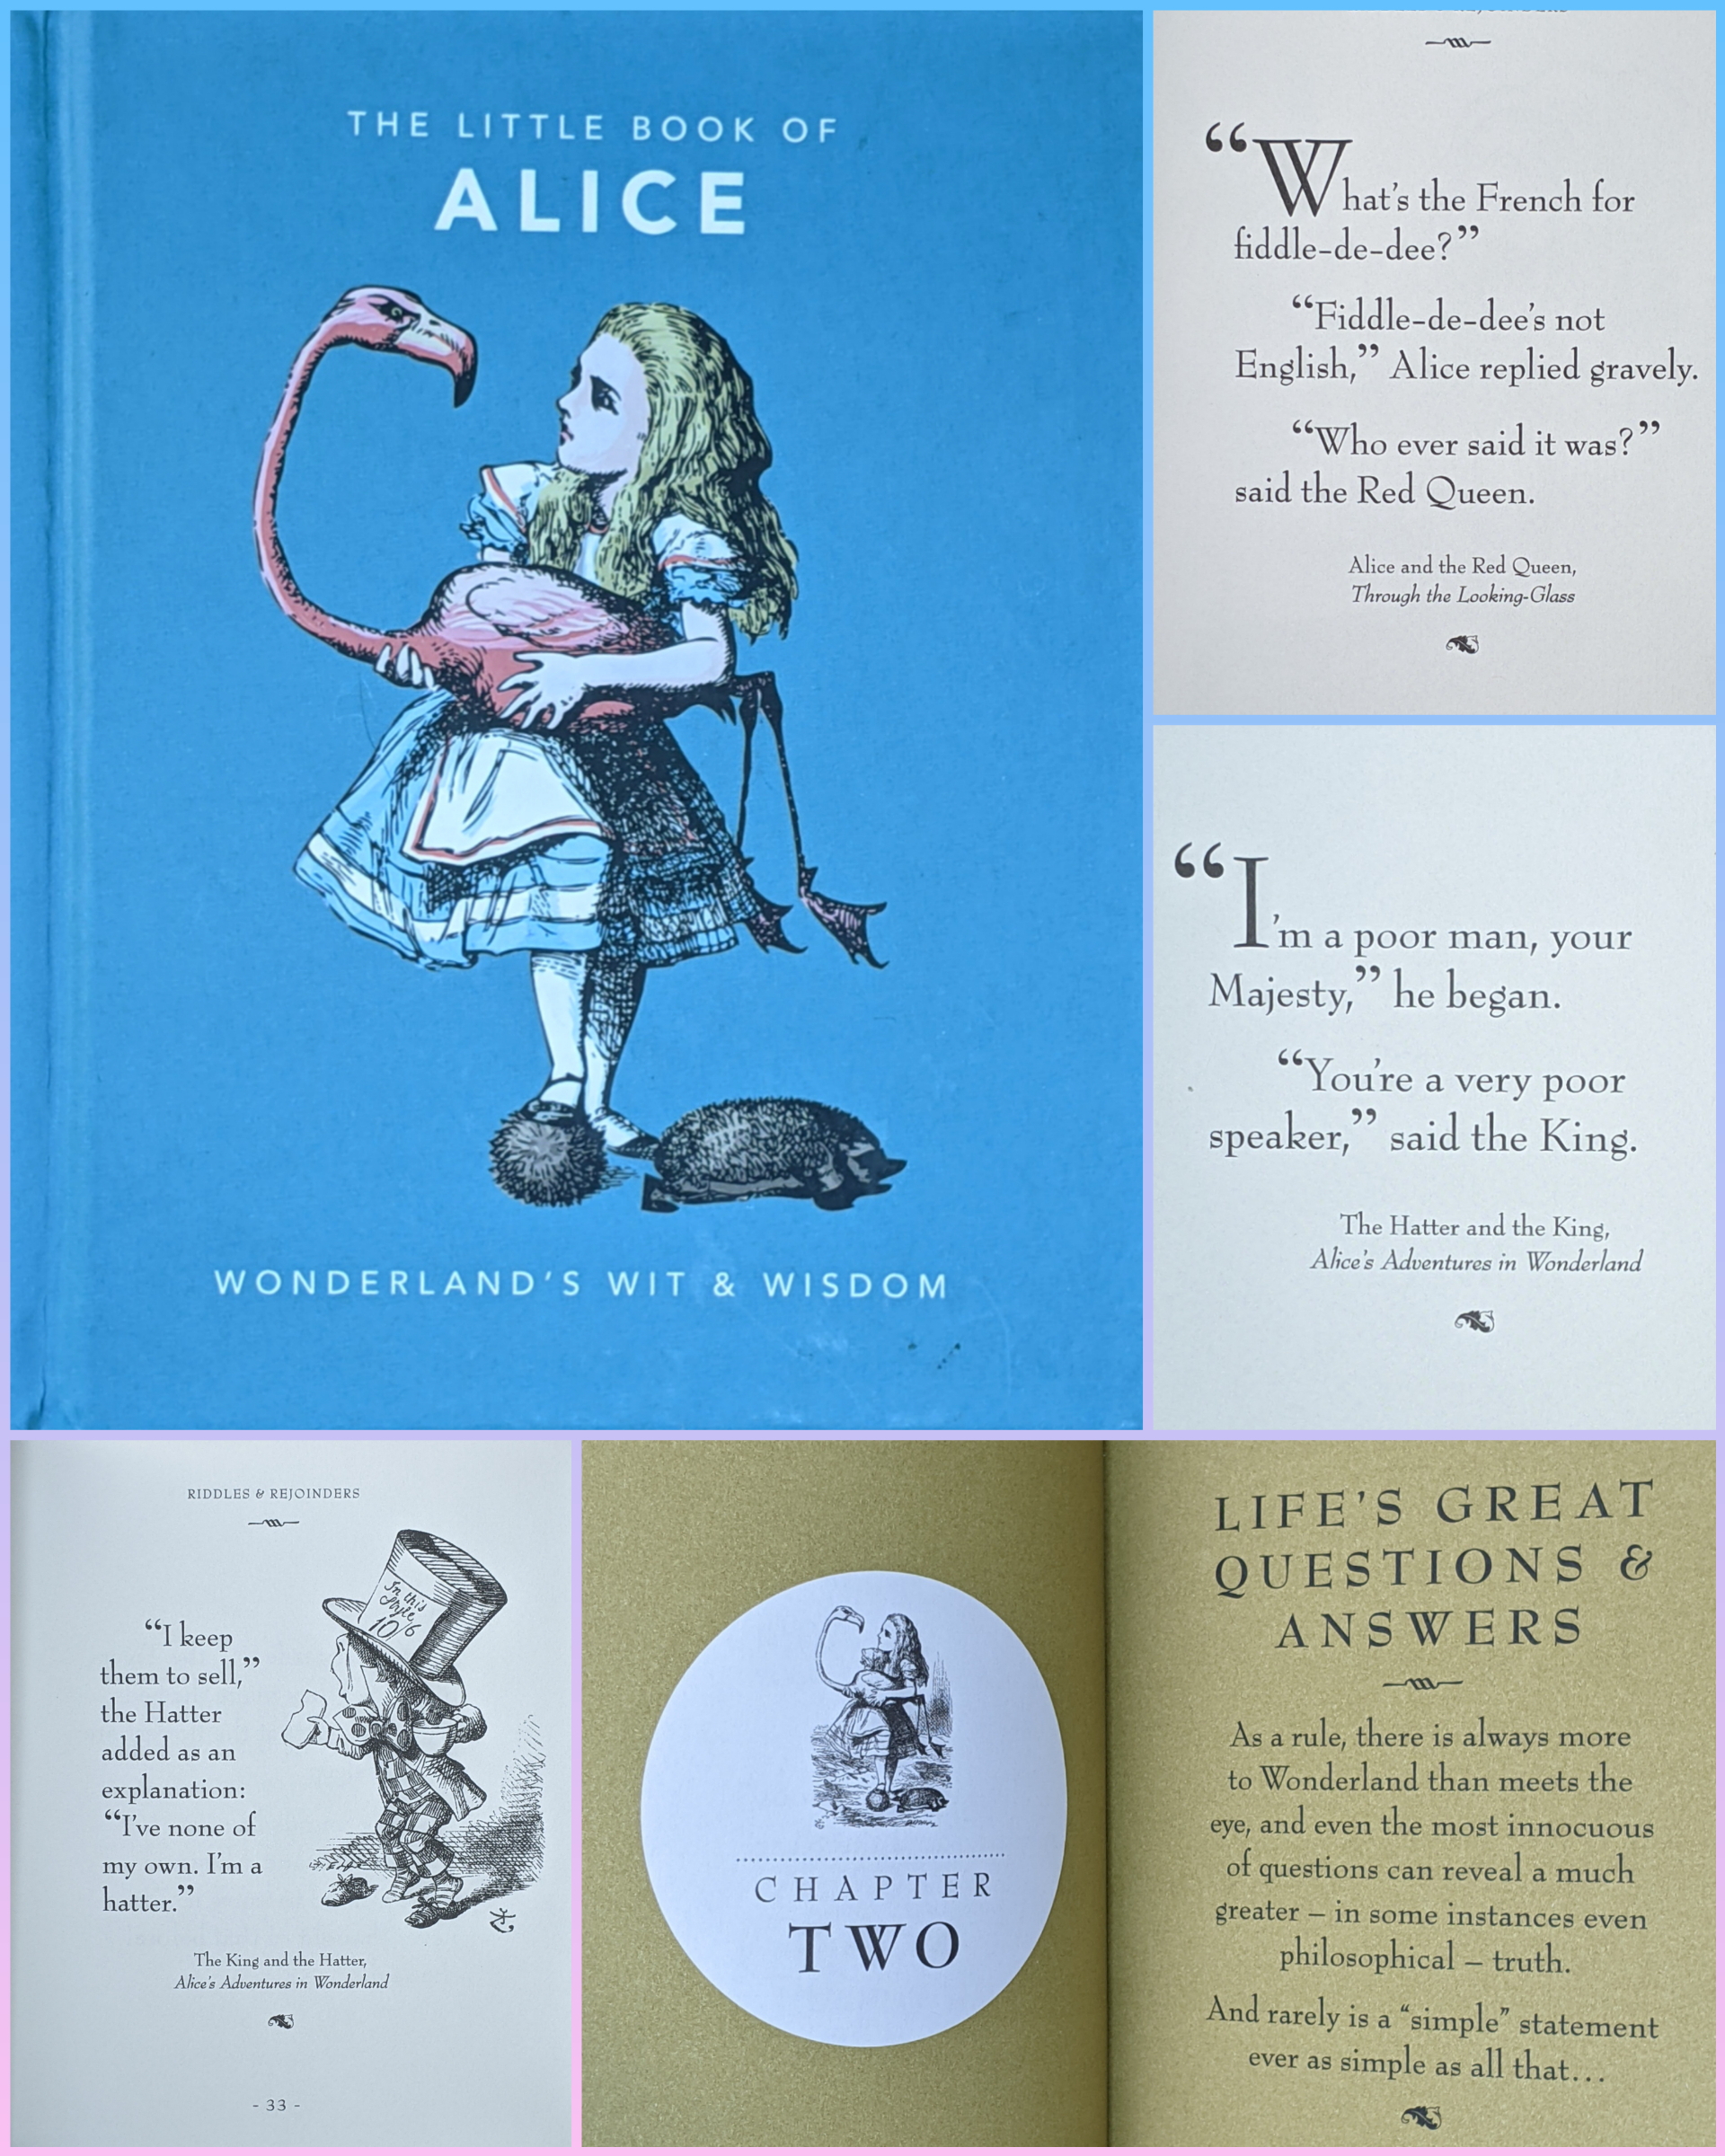 THE LITTLE BOOK OF
ALICE
WONDERLAND'S WIT & WISDOM
“What's the French for
fiddle-de-dee?”
“Fiddle-de-dee's not
English,” Alice replied gravely.
“Who ever said it was?”
said the Red Queen.
Alice and the Red Queen,
Through the Looking-Glass
“I'm a poor man, your
Majesty,” he began.
“You're a very poor
speaker,” said the King.
The Hatter and the King,
Alice's Adventures in Wonderland
RIDDLES & REJOINDERS
In this
Style
10/6
“I keep
them to sell,”
the Hatter
added as an
explanation:
“I've none of
my own. I'm a
hatter.”
The King and the Hatter,
Alice's Adventures in Wonderland
- 33 -
CHAPTER
TWO
LIFE'S GREAT
QUESTIONS &
ANSWERS
As a rule, there is always more
to Wonderland than meets the
eye, and even the most innocuous
of questions can reveal a much
greater – in some instances even
philosophical – truth.
And rarely is a “simple” statement
ever as simple as all that...